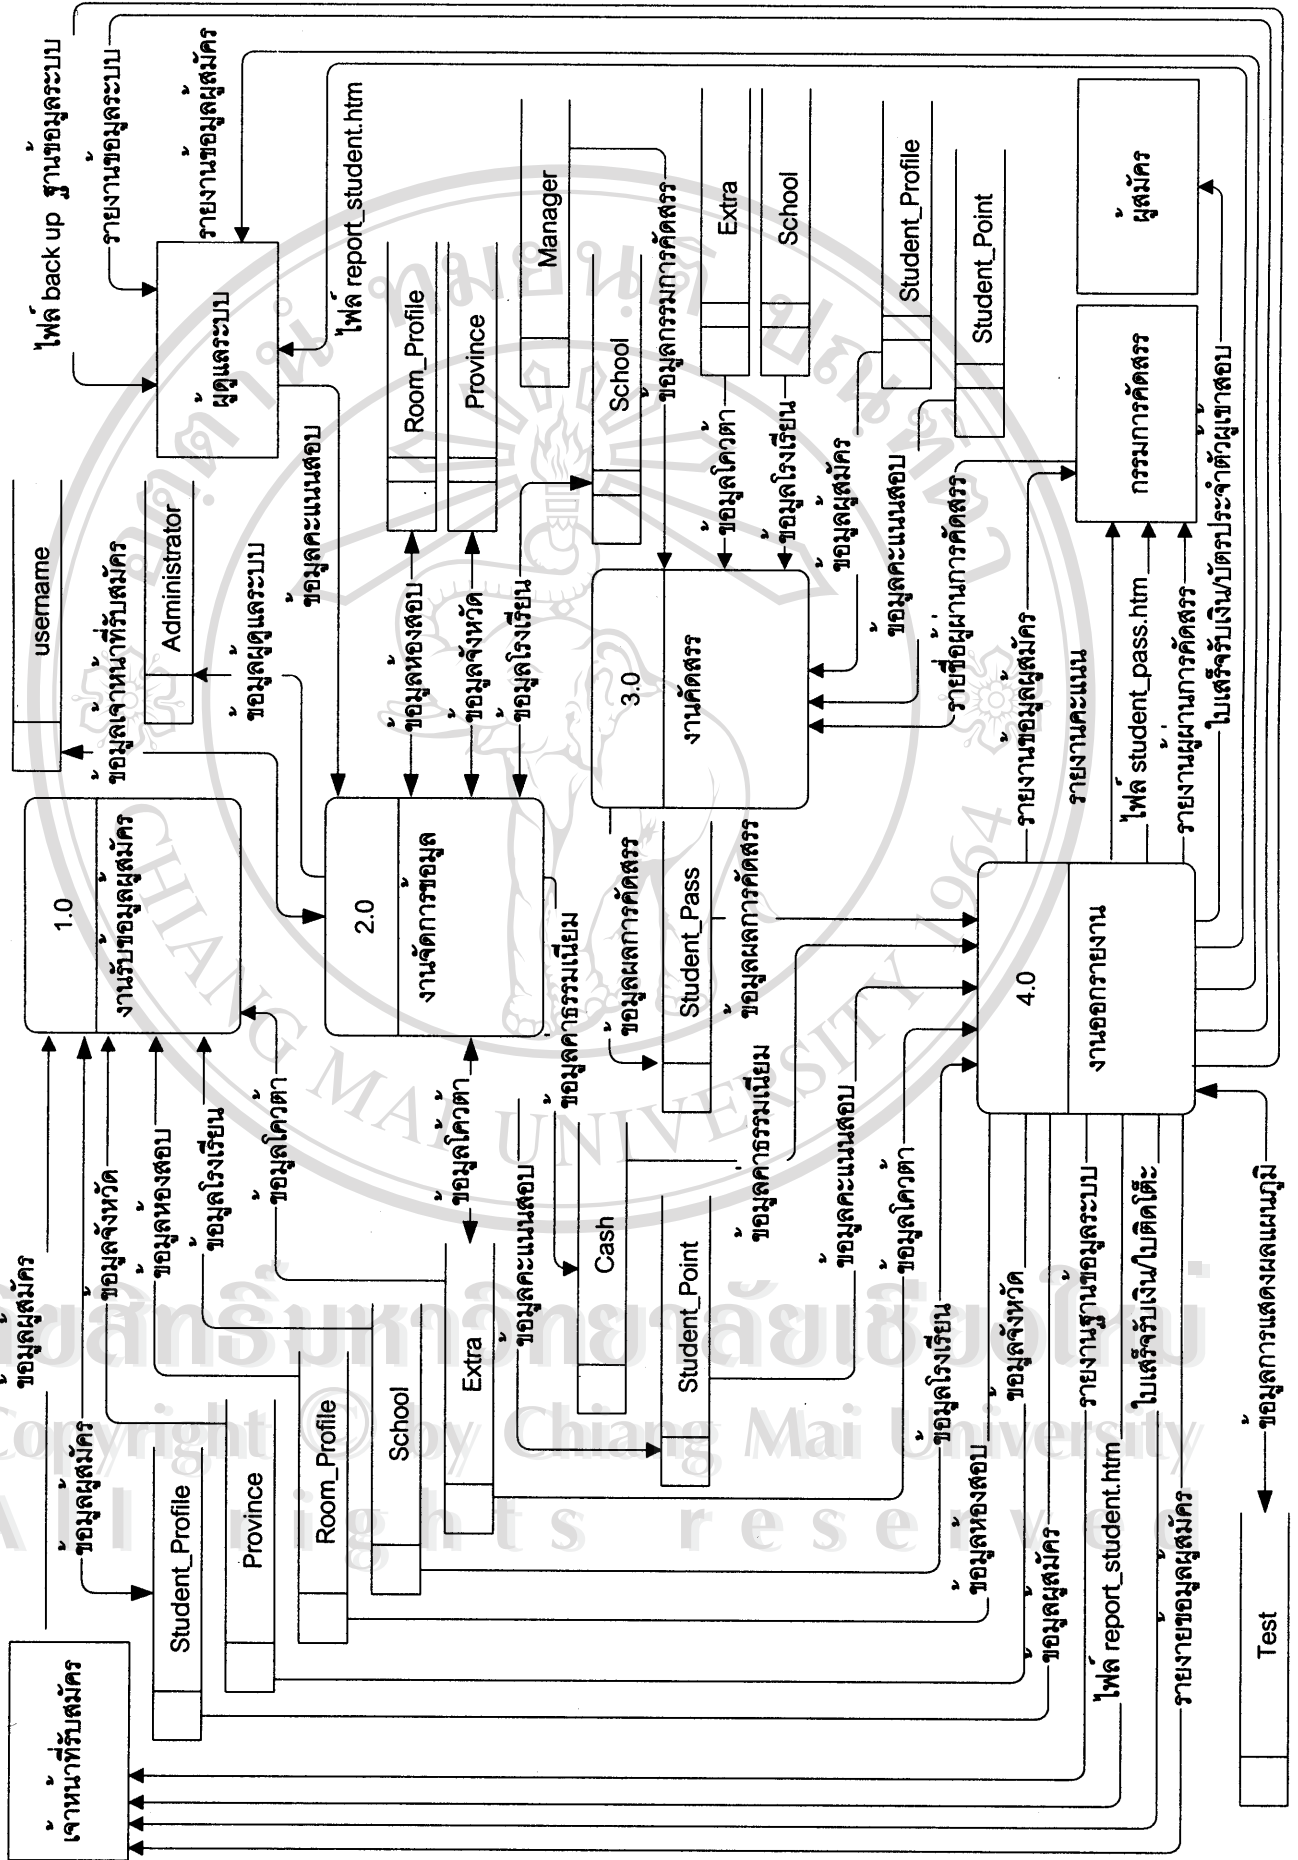 เจ้าหน้าที่รับสมัคร
ข้อมูลผู้สมัคร
ข้อมูลผู้สมัคร
Student_Profile
ข้อมูลจังหวัด
Province
ข้อมูลห้องสอบ
Room_Profile
ข้อมูลโรงเรียน
School
ข้อมูลโควตา
Extra
1.0
งานรับข้อมูลผู้สมัคร
username
ข้อมูลเจ้าหน้าที่รับสมัคร
Administrator
ข้อมูลผู้ดูแลระบบ
ไฟล์ back up ฐานข้อมูลระบบ
รายงานข้อมูลระบบ
รายงานข้อมูลผู้สมัคร
ผู้ดูแลระบบ
ไฟล์ report_student.htm
ข้อมูลคะแนนสอบ
2.0
งานจัดการข้อมูล
ข้อมูลห้องสอบ
Room_Profile
ข้อมูลจังหวัด
Province
ข้อมูลโรงเรียน
School
ข้อมูลโควตา
ข้อมูลคะแนนสอบ
ข้อมูลค่าธรรมเนียม
Cash
Student_Point
Manager
ข้อมูลกรรมการคัดสรร
3.0
งานคัดสรร
Extra
ข้อมูลโควตา
School
ข้อมูลโรงเรียน
Student_Profile
ข้อมูลผู้สมัคร
Student_Point
ข้อมูลคะแนนสอบ
รายชื่อผู้ผ่านการคัดสรร
ข้อมูลผลการคัดสรร
Student_Pass
ข้อมูลผลการคัดสรร
ข้อมูลค่าธรรมเนียม
ข้อมูลคะแนนสอบ
ข้อมูลโควตา
ข้อมูลโรงเรียน
ข้อมูลห้องสอบ
ข้อมูลจังหวัด
ข้อมูลผู้สมัคร
4.0
งานออกรายงาน
รายงานข้อมูลผู้สมัคร
รายงานคะแนน
ไฟล์ student_pass.htm
รายงานผู้ผ่านการคัดสรร
ใบเสร็จรับเงิน/บัตรประจำตัวผู้เข้าสอบ
กรรมการคัดสรร
ผู้สมัคร
รายงานฐานข้อมูลระบบ
ไฟล์ report_student.htm
ใบเสร็จรับเงิน/ใบติดโต๊ะ
รายงายข้อมูลผู้สมัคร
ข้อมูลการแสดงผลแผนภูมิ
Test
CHIANG MAI UNIVERSITY 1964
Copyright © by Chiang Mai University
All rights reserved